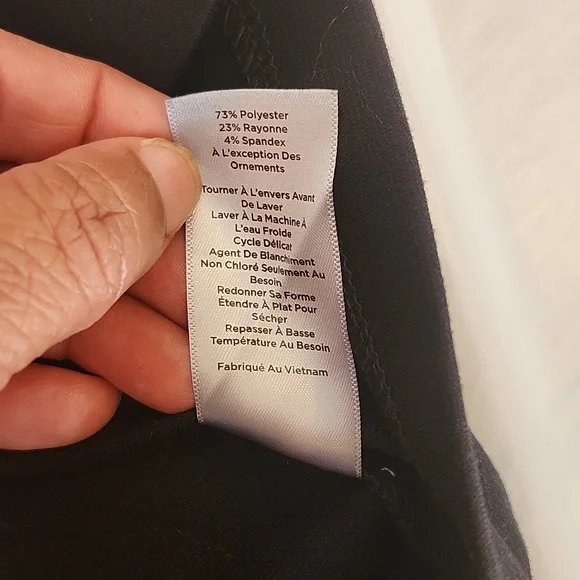 73% Polyester
23% Rayonne
4% Spandex
À L'exception Des
Ornements
Tourner À L'envers Avant
De Laver
Laver À La Machine À
L'eau Froide
Cycle Délicat
Agent De Blanchiment
Non Chloré Seulement Au
Besoin
Redonner Sa Forme
Étendre À Plat Pour
Sécher
Repasser À Basse
Température Au Besoin
Fabriqué Au Vietnam